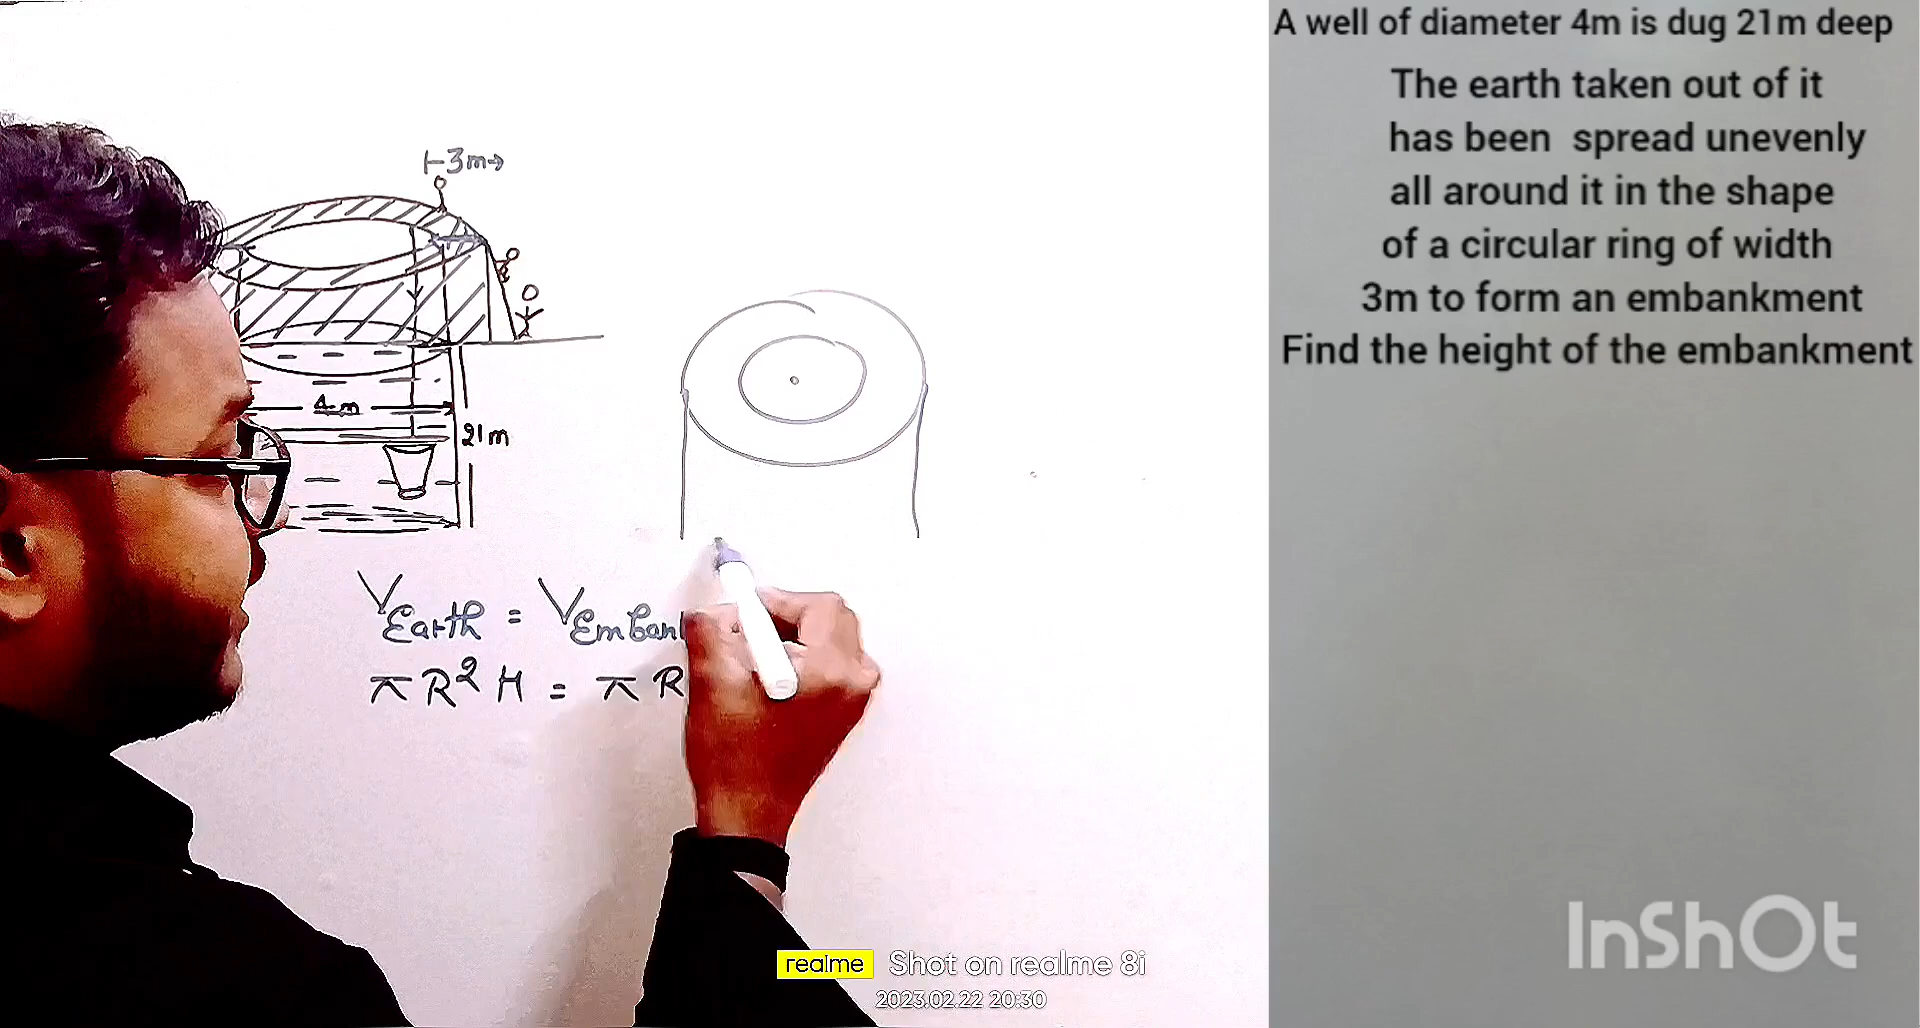 A well of diameter 4m is dug 21m deep
The earth taken out of it
has been spread unevenly
all around it in the shape
of a circular ring of width
3m to form an embankment
Find the height of the embankment
3m
4m
21m
V Earth = V Emban
πR²H = πR
InShOt
realme Shot on realme 8i
2023.02.22 20:30